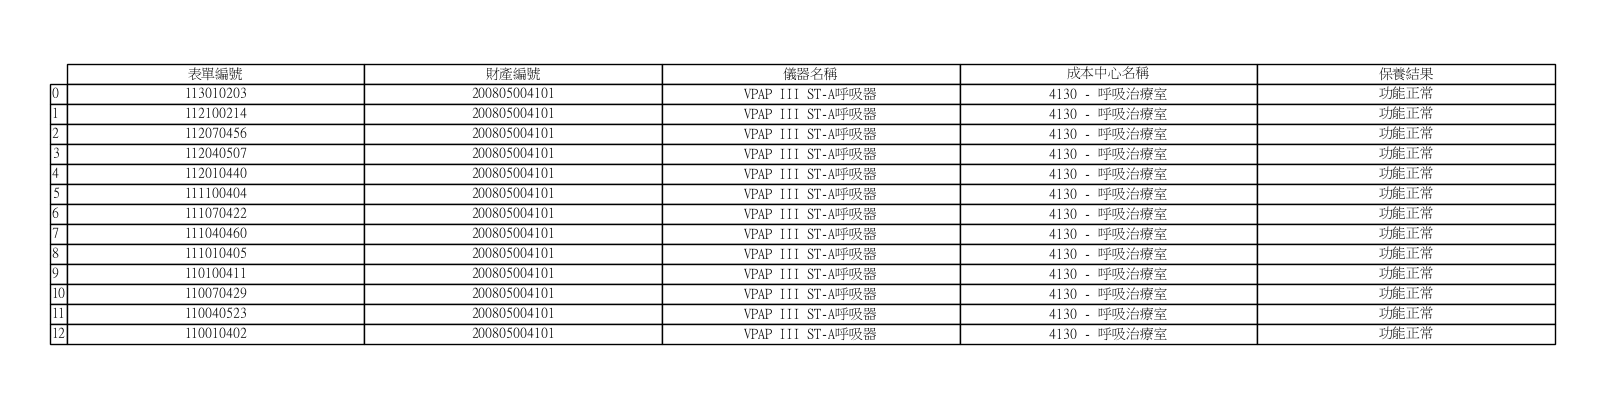 表單編號 財產編號 儀器名稱 成本中心名稱 保養結果
0 113010203 200805004101 VPAP III ST-A呼吸器 4130 - 呼吸治療室 功能正常
1 112100214 200805004101 VPAP III ST-A呼吸器 4130 - 呼吸治療室 功能正常
2 112070456 200805004101 VPAP III ST-A呼吸器 4130 - 呼吸治療室 功能正常
3 112040507 200805004101 VPAP III ST-A呼吸器 4130 - 呼吸治療室 功能正常
4 112010440 200805004101 VPAP III ST-A呼吸器 4130 - 呼吸治療室 功能正常
5 111100404 200805004101 VPAP III ST-A呼吸器 4130 - 呼吸治療室 功能正常
6 111070422 200805004101 VPAP III ST-A呼吸器 4130 - 呼吸治療室 功能正常
7 111040460 200805004101 VPAP III ST-A呼吸器 4130 - 呼吸治療室 功能正常
8 111010405 200805004101 VPAP III ST-A呼吸器 4130 - 呼吸治療室 功能正常
9 110100411 200805004101 VPAP III ST-A呼吸器 4130 - 呼吸治療室 功能正常
10 110070429 200805004101 VPAP III ST-A呼吸器 4130 - 呼吸治療室 功能正常
11 110040523 200805004101 VPAP III ST-A呼吸器 4130 - 呼吸治療室 功能正常
12 110010402 200805004101 VPAP III ST-A呼吸器 4130 - 呼吸治療室 功能正常